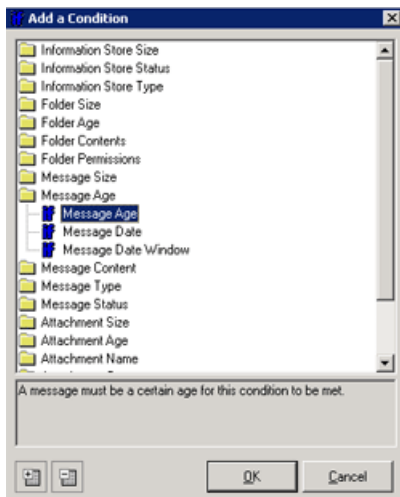 Add a Condition
Information Store Size
Information Store Status
Information Store Type
Folder Size
Folder Age
Folder Contents
Folder Permissions
Message Size
Message Age
Message Age
Message Date
Message Date Window
Message Content
Message Type
Message Status
Attachment Size
Attachment Age
Attachment Name
A message must be a certain age for this condition to be met.
OK
Cancel